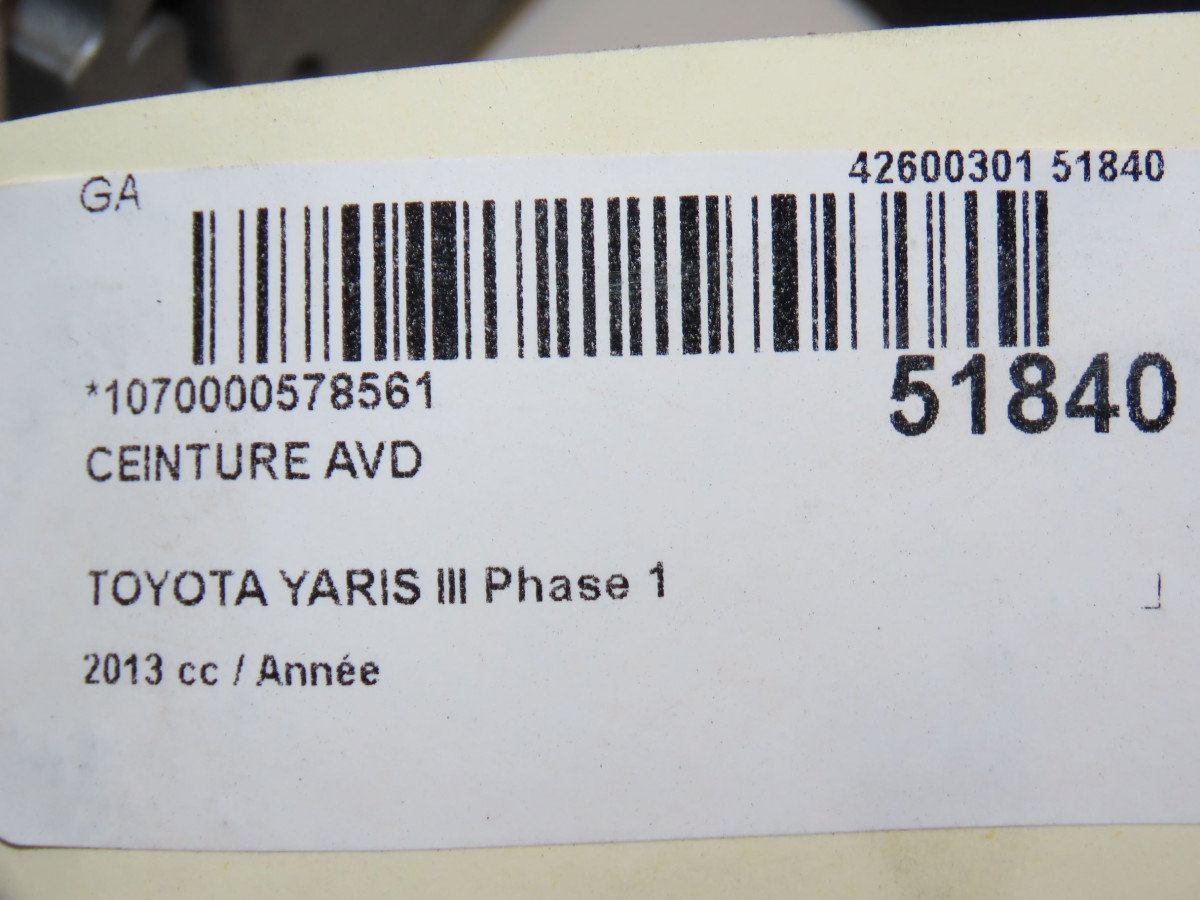 GA
42600301 51840
*1070000578561
51840
CEINTURE AVD
TOYOTA YARIS III Phase 1
2013 cc / Année